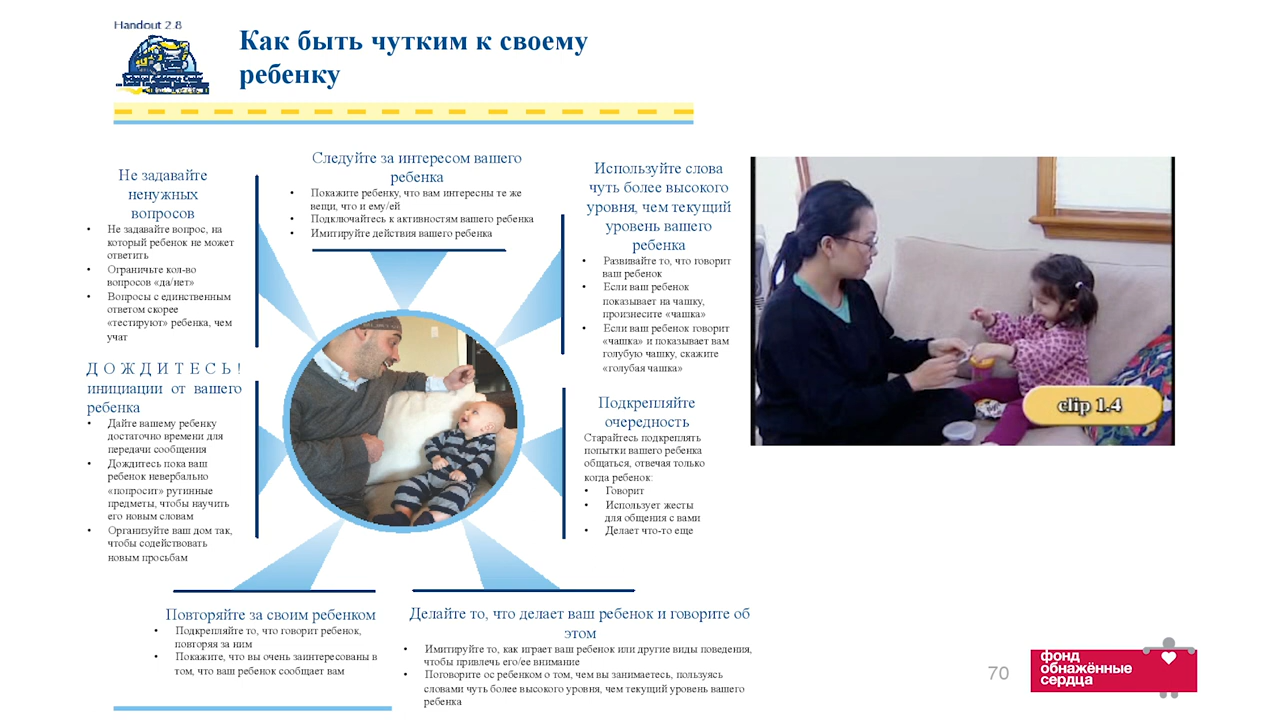 Handout 2.8
Как быть чутким к своему
ребенку
Следуйте за интересом вашего
ребенка
• Покажите ребенку, что вам интересны те же
вещи, что и ему/ей
• Подключайтесь к активностям вашего ребенка
• Имитируйте действия вашего ребенка
Не задавайте
ненужных
вопросов
• Не задавайте вопрос, на
который ребенок не может
ответить
• Ограничьте кол-во
вопросов «да/нет»
• Вопросы с единственным
ответом скорее
«тестируют» ребенка, чем
учат
Используйте слова
чуть более высокого
уровня, чем текущий
уровень вашего
ребенка
• Развивайте то, что говорит
ваш ребенок
• Если ваш ребенок
показывает на чашку,
произнесите «чашка»
• Если ваш ребенок говорит
«чашка» и показывает вам
голубую чашку, скажите
«голубая чашка»
ДОЖДИТЕСЬ!
инициации от вашего
ребенка
• Дайте вашему ребенку
достаточно времени для
передачи сообщения
• Дождитесь пока ваш
ребенок невербально
«попросит» рутинные
предметы, чтобы научить
его новым словам
• Организуйте ваш дом так,
чтобы содействовать
новым просьбам
Подкрепляйте
очередность
Старайтесь подкреплять
попытки вашего ребенка
общаться, отвечая только
когда ребенок:
• Говорит
• Использует жесты
для общения с вами
• Делает что-то еще
Повторяйте за своим ребенком
• Подкрепляйте то, что говорит ребенок,
повторяя за ним
• Покажите, что вы очень заинтересованы в
том, что ваш ребенок сообщает вам
Делайте то, что делает ваш ребенок и говорите об
этом
• Имитируйте то, как играет ваш ребенок или другие виды поведения,
чтобы привлечь его/ее внимание
• Поговорите ос ребенком о том, чем вы занимаетесь, пользуясь
словами чуть более высокого уровня, чем текущий уровень вашего
ребенка
clip 1.4
70
фонд
обнажённые
сердца